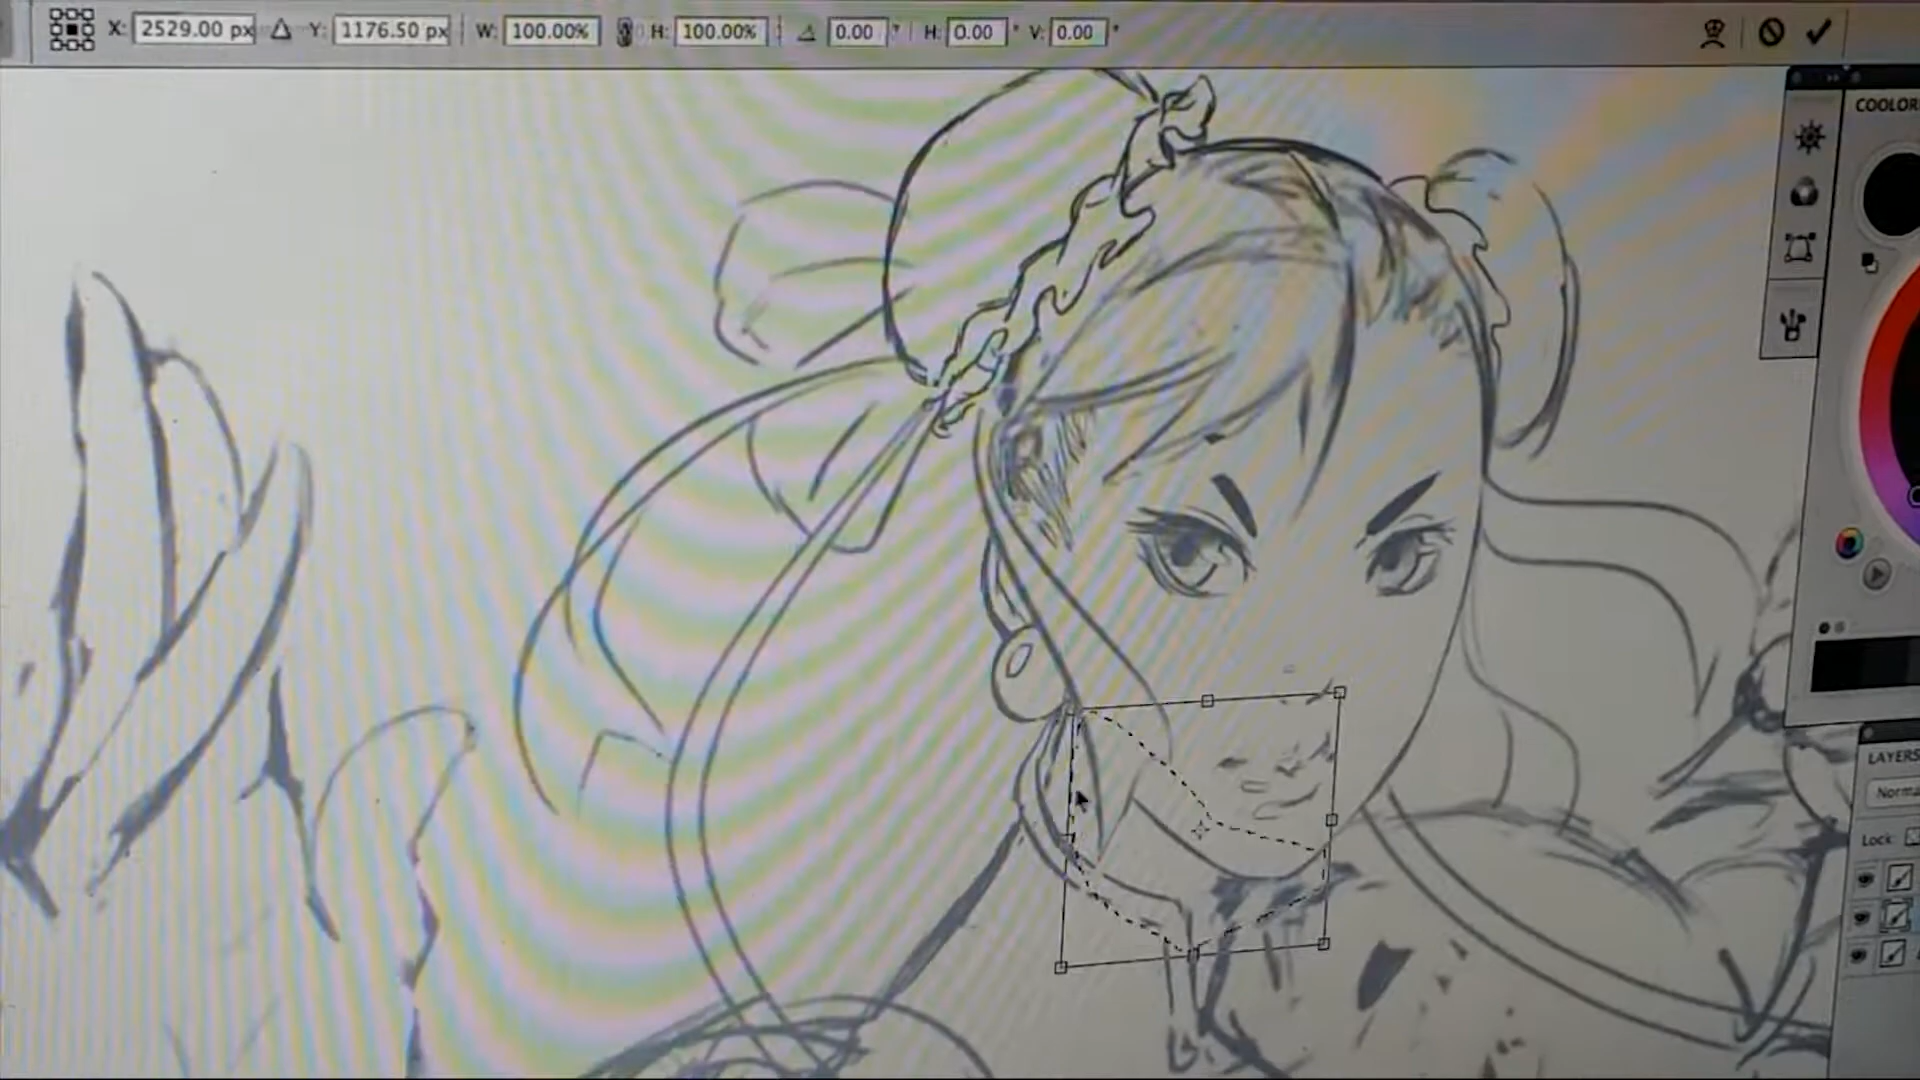 X: 2529.00 px Y: 1176.50 px W: 100.00% H: 100.00% 0.00 ° H: 0.00 ° V: 0.00 °
COOLOR
LAYERS
Norma
Lock: